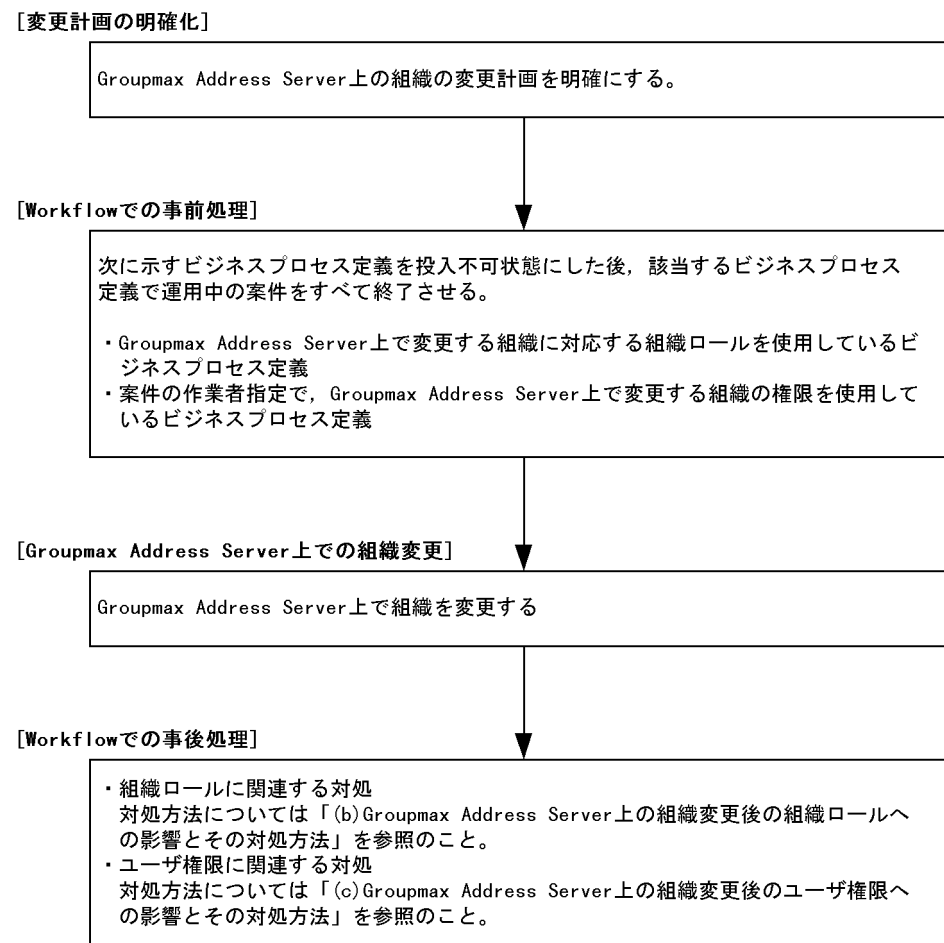 [変更計画の明確化]
Groupmax Address Server上の組織の変更計画を明確にする。
[Workflowでの事前処理]
次に示すビジネスプロセス定義を投入不可状態にした後，該当するビジネスプロセス
定義で運用中の案件をすべて終了させる。
・Groupmax Address Server上で変更する組織に対応する組織ロールを使用しているビ
ジネスプロセス定義
・案件の作業者指定で，Groupmax Address Server上で変更する組織の権限を使用して
いるビジネスプロセス定義
[Groupmax Address Server上での組織変更]
Groupmax Address Server上で組織を変更する
[Workflowでの事後処理]
・組織ロールに関連する対処
対処方法については「(b)Groupmax Address Server上の組織変更後の組織ロールへ
の影響とその対処方法」を参照のこと。
・ユーザ権限に関連する対処
対処方法については「(c)Groupmax Address Server上の組織変更後のユーザ権限へ
の影響とその対処方法」を参照のこと。